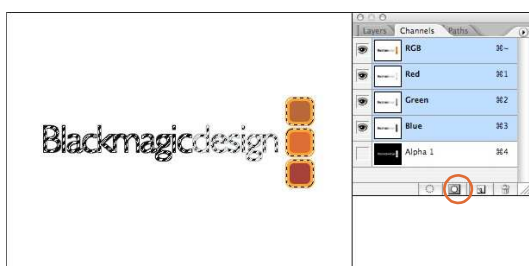 Blackmagicdesign
Layers Channels Paths
RGB ⌘~
Red ⌘1
Green ⌘2
Blue ⌘3
Alpha 1 ⌘4